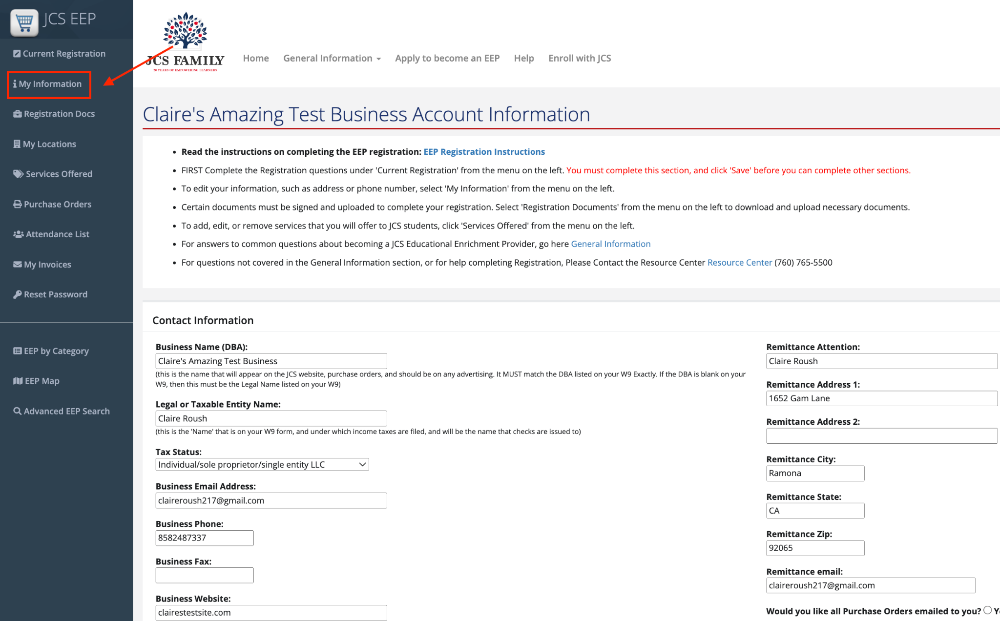 JCS EEP
Current Registration
My Information
Registration Docs
My Locations
Services Offered
Purchase Orders
Attendance List
My Invoices
Reset Password
EEP by Category
EEP Map
Advanced EEP Search
JCS FAMILY
20 YEARS OF EMPOWERING LEARNERS
Home General Information Apply to become an EEP Help Enroll with JCS
Claire's Amazing Test Business Account Information
• Read the instructions on completing the EEP registration: EEP Registration Instructions
• FIRST Complete the Registration questions under 'Current Registration' from the menu on the left. You must complete this section, and click 'Save' before you can complete other sections.
• To edit your information, such as address or phone number, select 'My Information' from the menu on the left.
• Certain documents must be signed and uploaded to complete your registration. Select 'Registration Documents' from the menu on the left to download and upload necessary documents.
• To add, edit, or remove services that you will offer to JCS students, click 'Services Offered' from the menu on the left.
• For answers to common questions about becoming a JCS Educational Enrichment Provider, go here General Information
• For questions not covered in the General Information section, or for help completing Registration, Please Contact the Resource Center Resource Center (760) 765-5500
Contact Information
Business Name (DBA):
Claire's Amazing Test Business
(this is the name that will appear on the JCS website, purchase orders, and should be on any advertising. It MUST match the DBA listed on your W9 Exactly. If the DBA is blank on your
W9, then this must be the Legal Name listed on your W9)
Legal or Taxable Entity Name:
Claire Roush
(this is the 'Name' that is on your W9 form, and under which income taxes are filed, and will be the name that checks are issued to)
Tax Status:
Individual/sole proprietor/single entity LLC
Business Email Address:
claireroush217@gmail.com
Business Phone:
8582487337
Business Fax:
Business Website:
clairestestsite.com
Remittance Attention:
Claire Roush
Remittance Address 1:
1652 Gam Lane
Remittance Address 2:
Remittance City:
Ramona
Remittance State:
CA
Remittance Zip:
92065
Remittance email:
claireroush217@gmail.com
Would you like all Purchase Orders emailed to you?